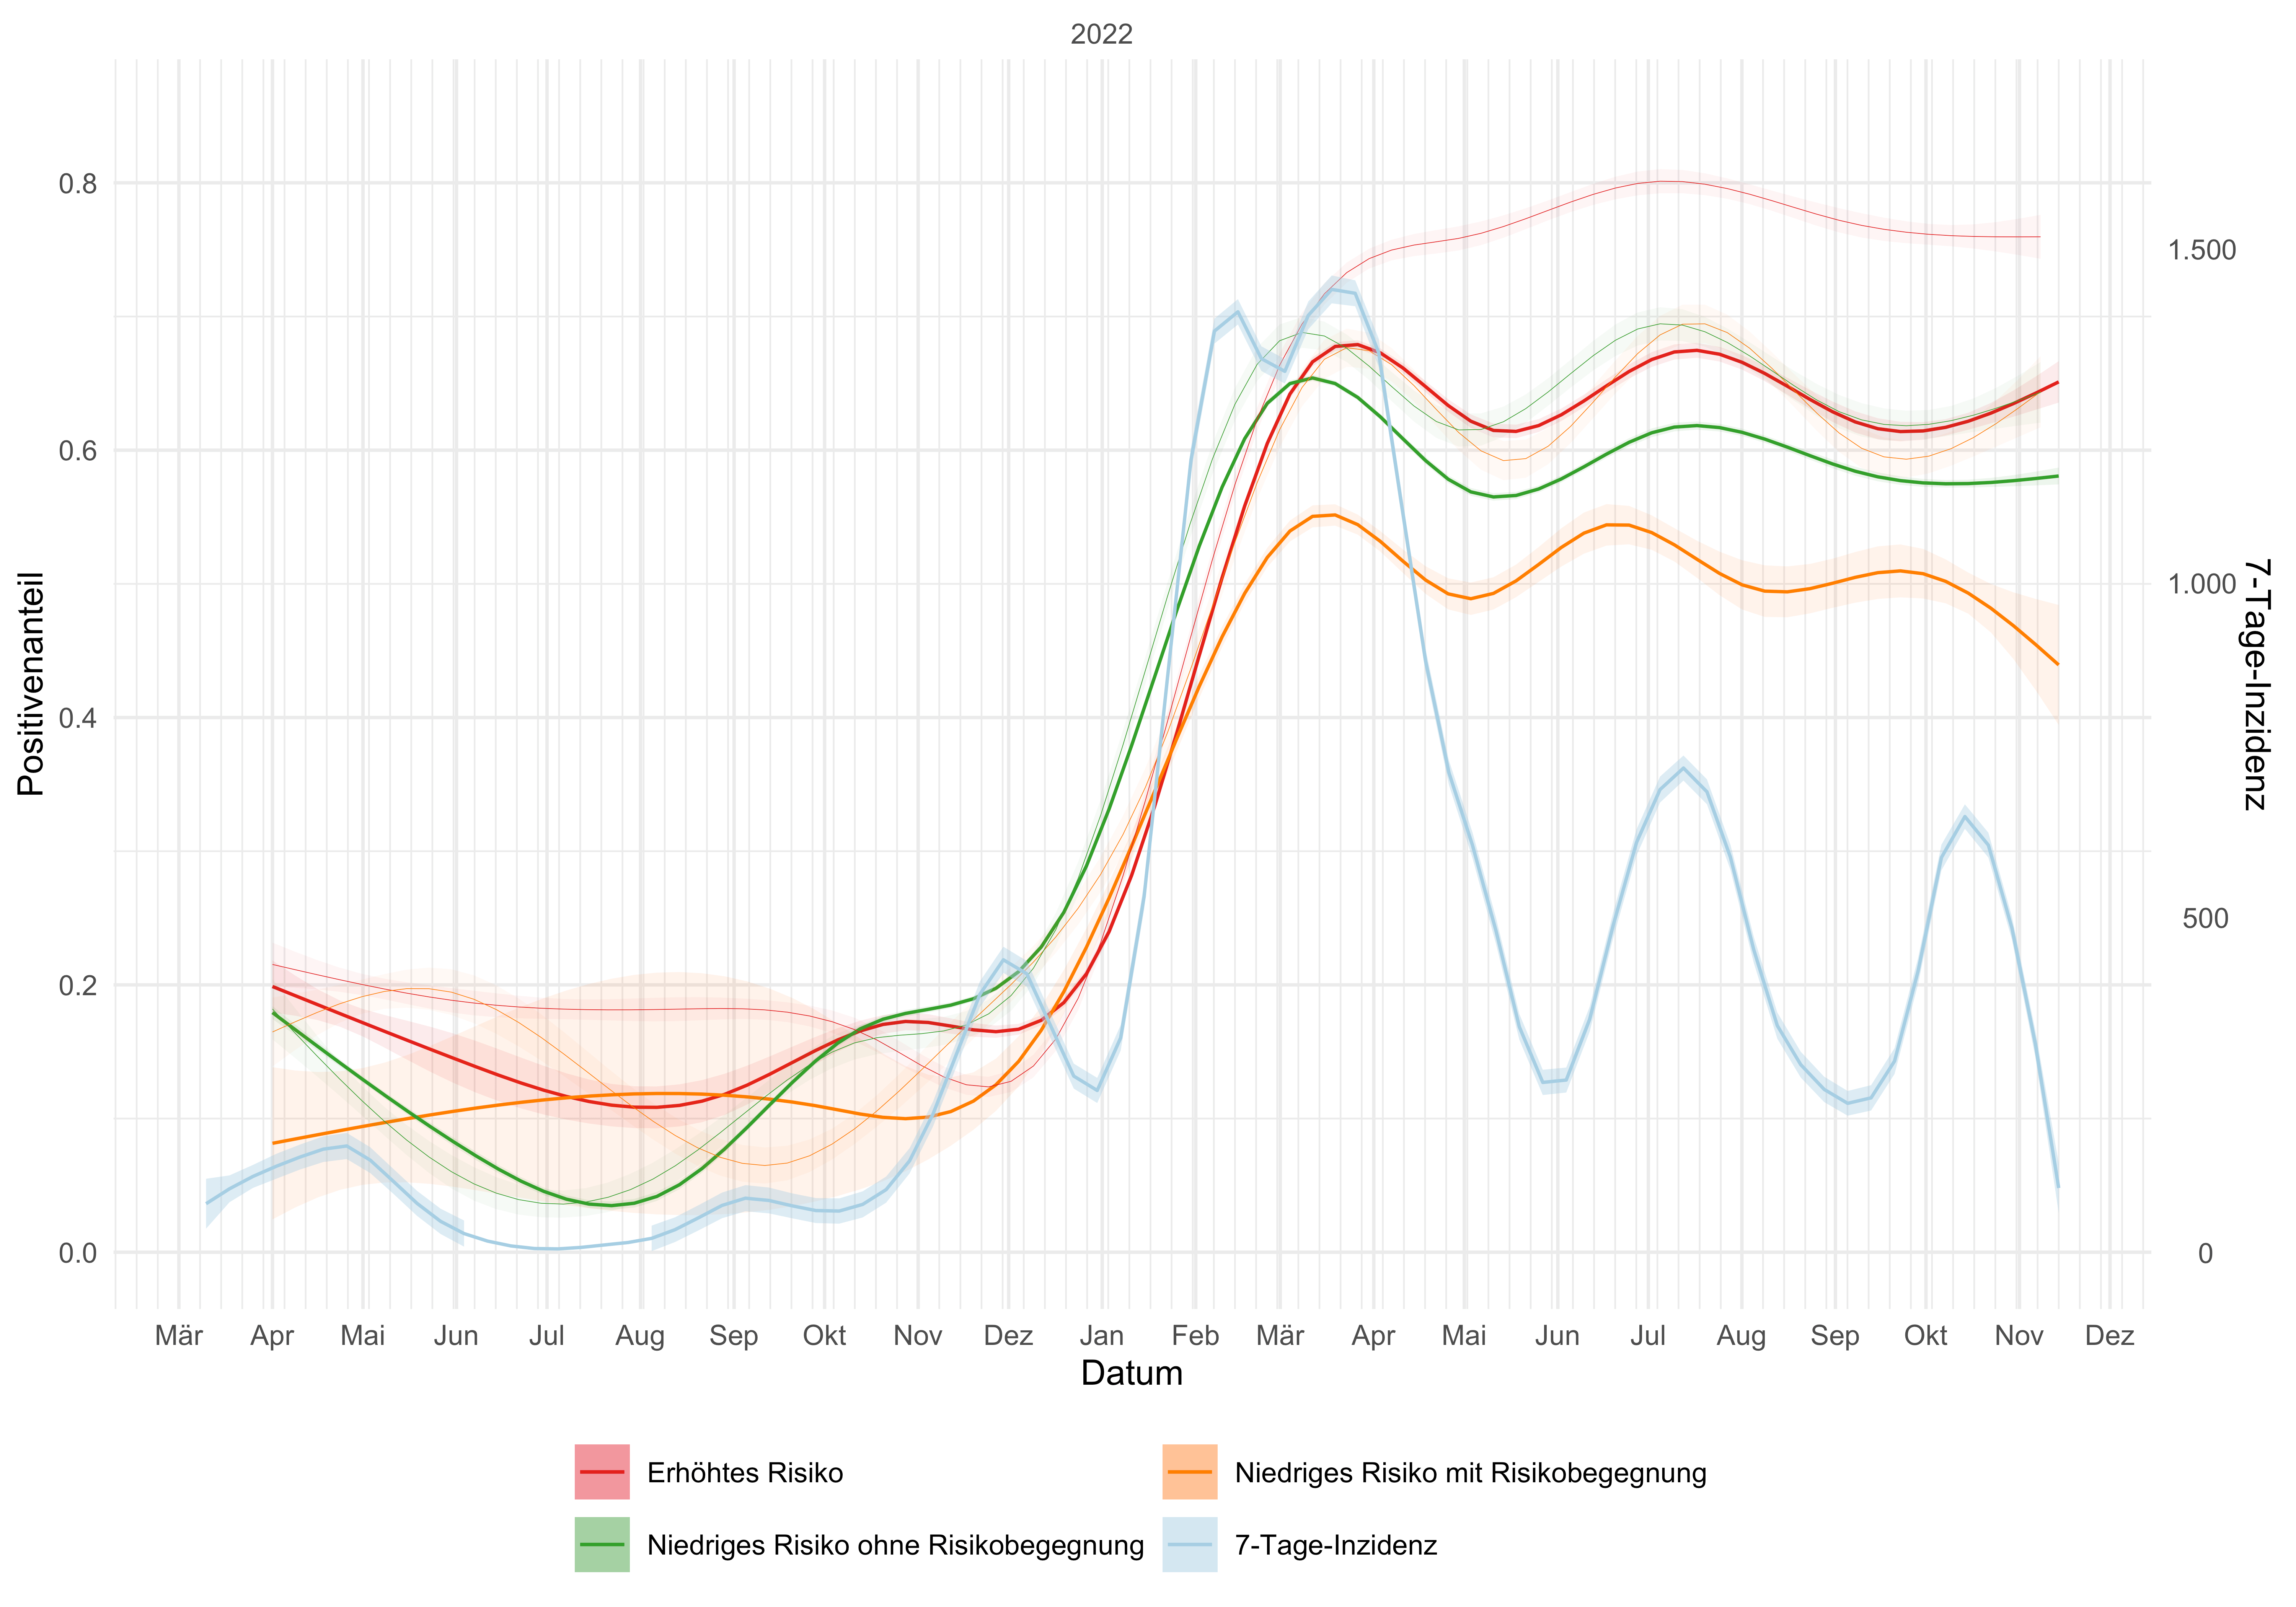 2022
0.8
0.6
0.4
0.2
0.0
Positivenanteil
1.500
1.000
500
0
7-Tage-Inzidenz
Mär Apr Mai Jun Jul Aug Sep Okt Nov Dez Jan Feb Mär Apr Mai Jun Jul Aug Sep Okt Nov Dez
Datum
Erhöhtes Risiko
Niedriges Risiko mit Risikobegegnung
Niedriges Risiko ohne Risikobegegnung
7-Tage-Inzidenz